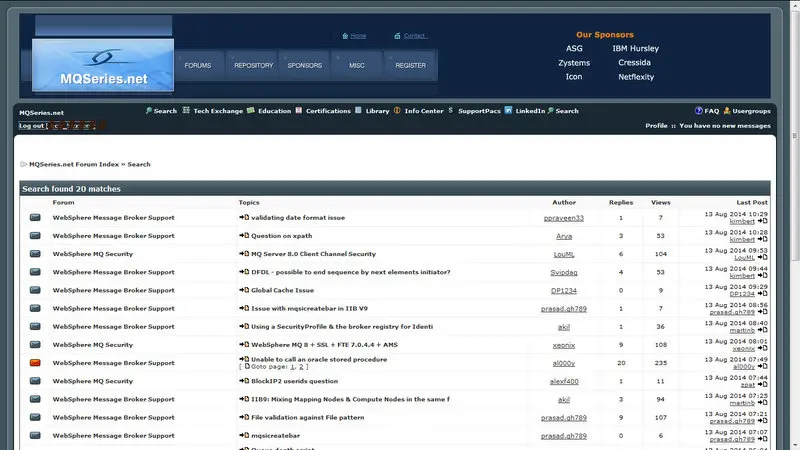 Home Contact
Our Sponsors
ASG IBM Hursley
Zystems Cressida
Icon Netflexity
MQSeries.net
FORUMS REPOSITORY SPONSORS MISC REGISTER
MQSeries.net
Search Tech Exchange Education Certifications Library Info Center SupportPacs LinkedIn Search FAQ Usergroups
Log out [
Profile :: You have no new messages
MQSeries.net Forum Index » Search
Search found 20 matches
Forum Topics Author Replies Views Last Post
WebSphere Message Broker Support validating date format issue ppraveen33 1 7 13 Aug 2014 10:29 kimbert
WebSphere Message Broker Support Question on xpath Arya 3 53 13 Aug 2014 10:28 kimbert
WebSphere MQ Security MQ Server 8.0 Client Channel Security LouML 6 104 13 Aug 2014 09:53 LouML
WebSphere Message Broker Support DFDL - possible to end sequence by next elements initiator? Svipdag 4 53 13 Aug 2014 09:44 kimbert
WebSphere Message Broker Support Global Cache Issue DP1234 0 9 13 Aug 2014 09:29 DP1234
WebSphere Message Broker Support Issue with mqsicreatebar in IIB V9 prasad.gh789 1 7 13 Aug 2014 08:56 prasad.gh789
WebSphere Message Broker Support Using a SecurityProfile & the broker registry for Identi akil 1 36 13 Aug 2014 08:40 martinb
WebSphere MQ Security WebSphere MQ 8 + SSL + FTE 7.0.4.4 + AMS xeonix 9 108 13 Aug 2014 08:01 xeonix
WebSphere Message Broker Support Unable to call an oracle stored procedure al000y 20 235 13 Aug 2014 07:49 al000y
[ Goto page: 1, 2 ]
WebSphere MQ Security BlockIP2 userids question alexf400 1 11 13 Aug 2014 07:44 zpat
WebSphere Message Broker Support IIB9: Mixing Mapping Nodes & Compute Nodes in the same f akil 3 94 13 Aug 2014 07:25 martinb
WebSphere Message Broker Support File validation against File pattern prasad.gh789 9 107 13 Aug 2014 07:21 prasad.gh789
WebSphere Message Broker Support mqsicreatebar prasad.gh789 0 6 13 Aug 2014 07:07 prasad.gh789